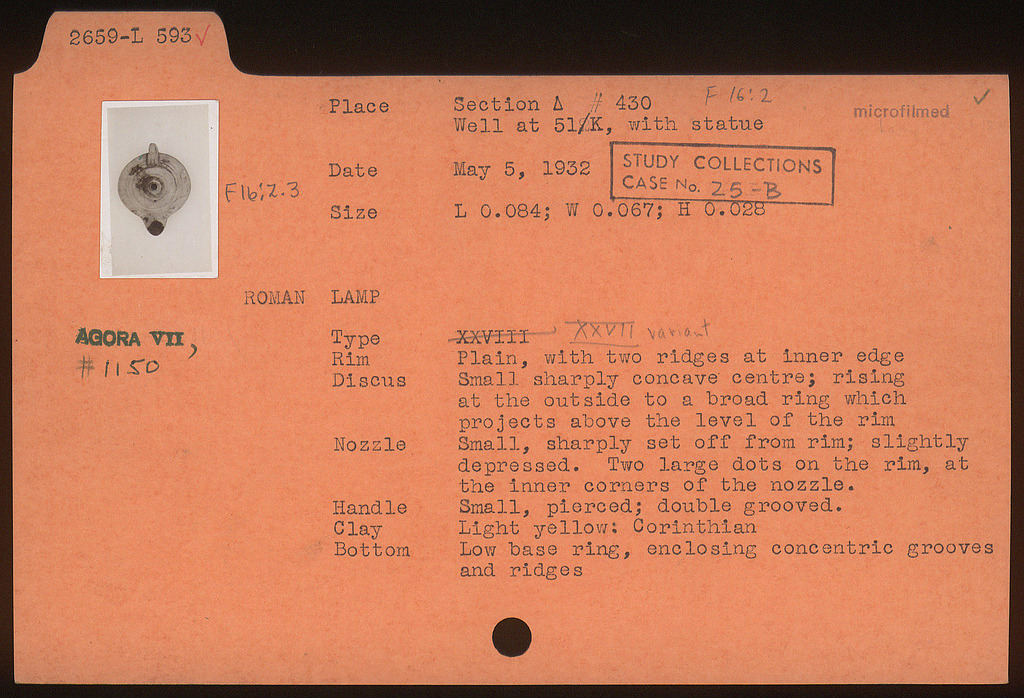 2659-L 593 ✓
Place Section Δ # 430 F 16:2
Well at 51/K, with statue
microfilmed ✓
Date May 5, 1932
STUDY COLLECTIONS
CASE No. 25-B
F16:2.3
Size L 0.084; W 0.067; H 0.028
ROMAN LAMP
AGORA VII,
#1150
Type XXVIII XXVII variant
Rim Plain, with two ridges at inner edge
Discus Small sharply concave centre; rising
at the outside to a broad ring which
projects above the level of the rim
Nozzle Small, sharply set off from rim; slightly
depressed. Two large dots on the rim, at
the inner corners of the nozzle.
Handle Small, pierced; double grooved.
Clay Light yellow: Corinthian
Bottom Low base ring, enclosing concentric grooves
and ridges